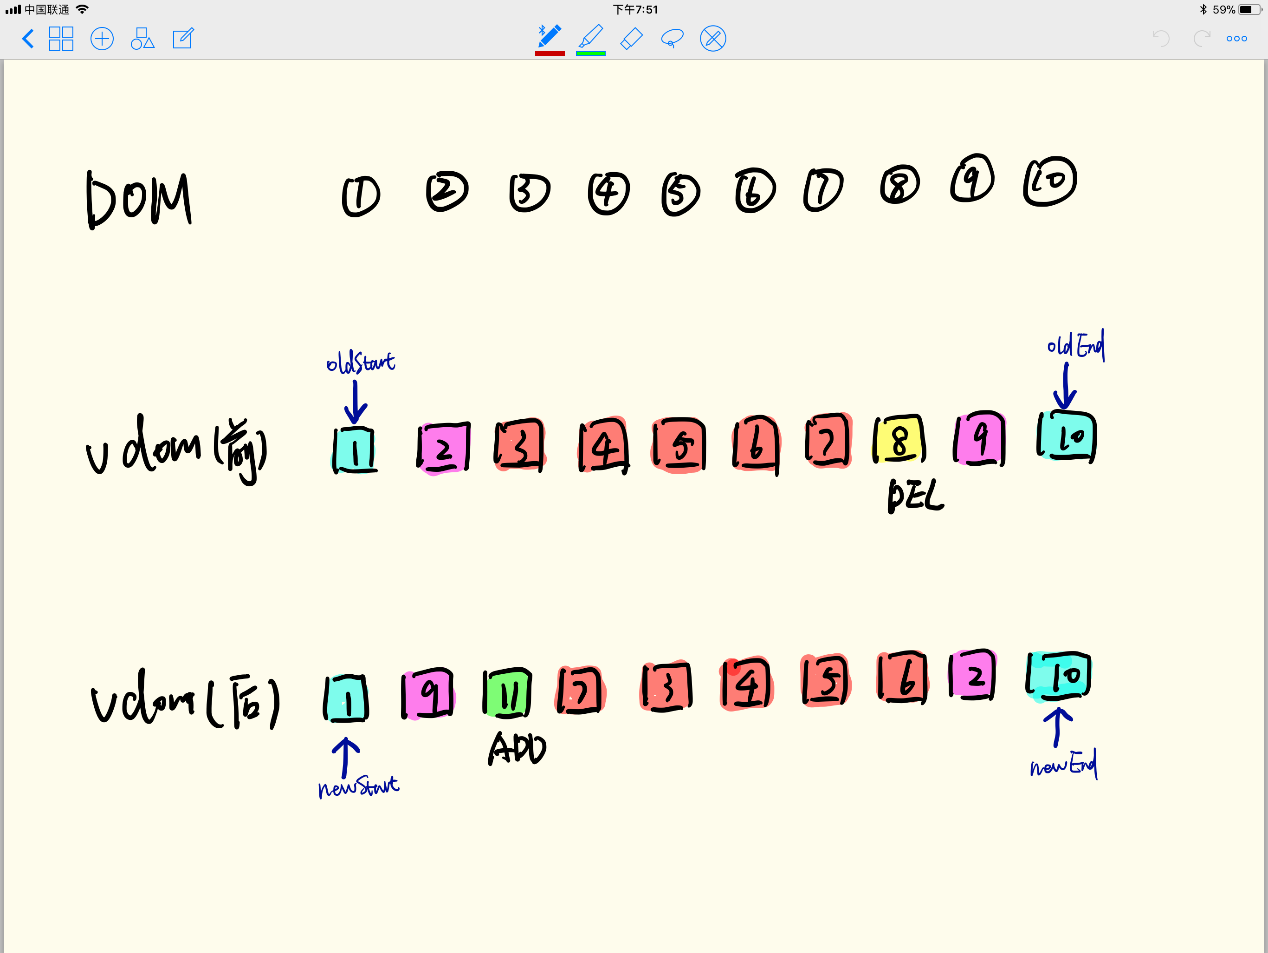 中国联通 下午7:51 59%
DOM ① ② ③ ④ ⑤ ⑥ ⑦ ⑧ ⑨ ⑩
oldStart oldEnd
vdom(前) 1 2 3 4 5 6 7 8 9 10
DEL
vdom(后) 1 9 11 7 3 4 5 6 2 10
ADD
newStart newEnd